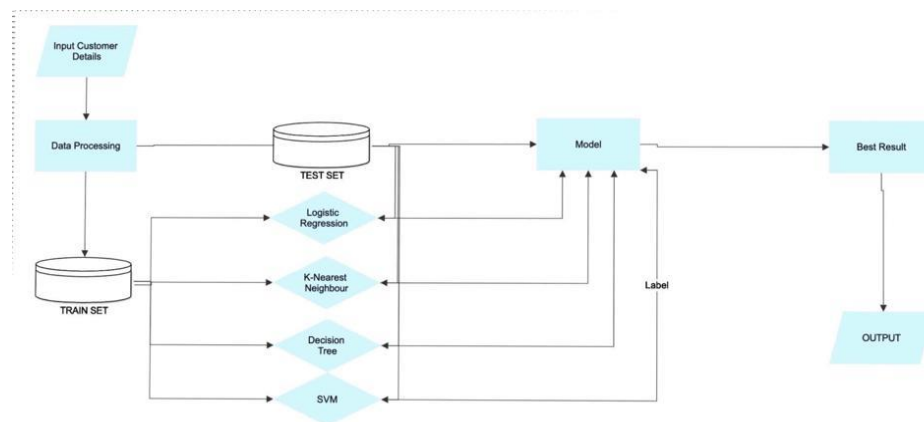 Input Customer
Details
Data Processing
TEST SET
Model
Best Result
Logistic
Regression
K-Nearest
Neighbour
TRAIN SET
Label
Decision
Tree
OUTPUT
SVM